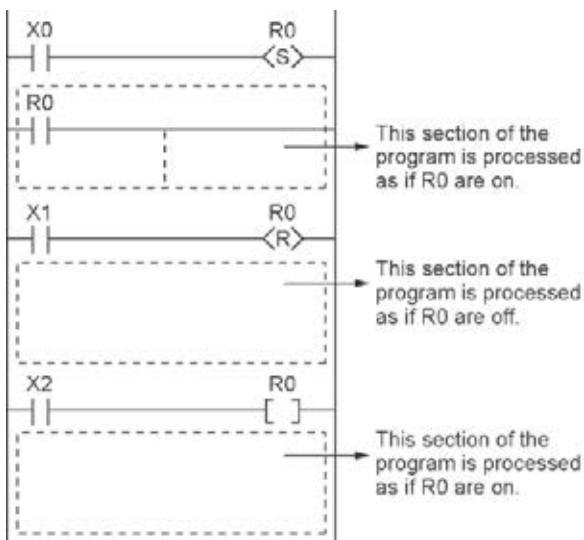 X0 R0
S
R0
This section of the
program is processed
as if R0 are on.
X1 R0
R
This section of the
program is processed
as if R0 are off.
X2 R0
This section of the
program is processed
as if R0 are on.